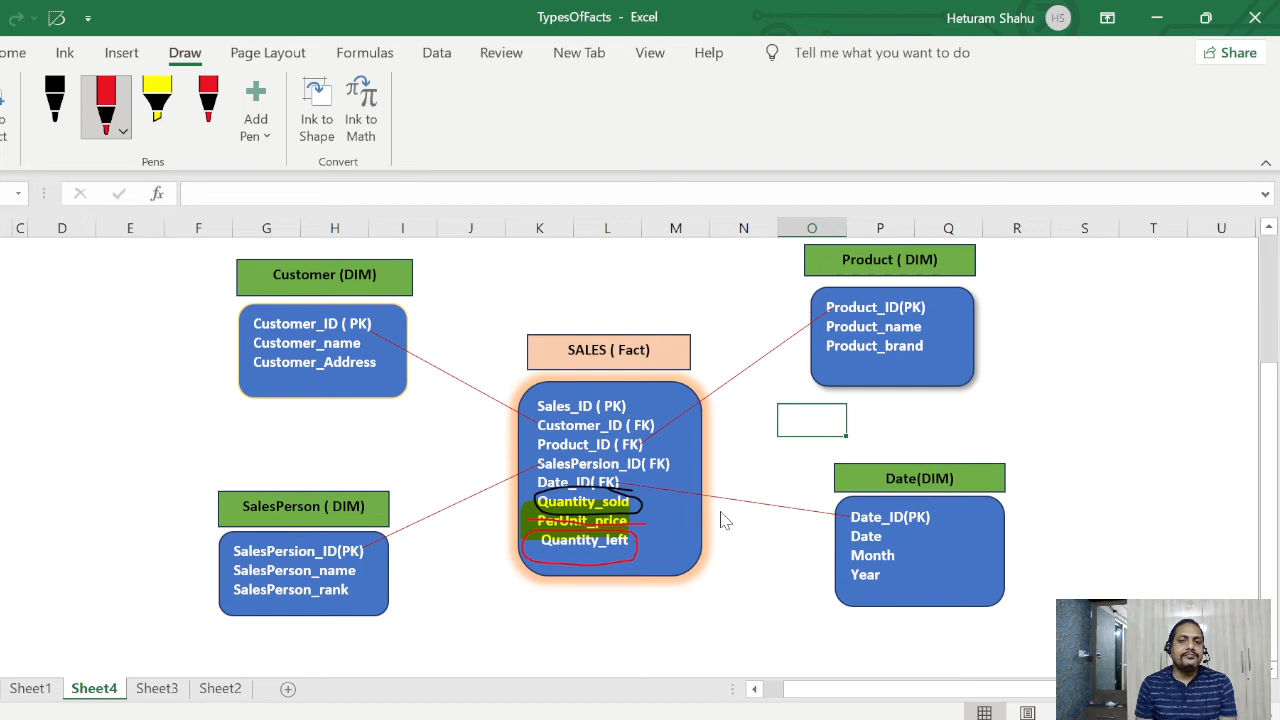 TypesOfFacts - Excel
Heturam Shahu
HS
ome
Ink
Insert
Draw
Page Layout
Formulas
Data
Review
New Tab
View
Help
Tell me what you want to do
Share
o
ct
Add
Pen
Ink to
Shape
Ink to
Math
Pens
Convert
fx
C D E F G H I J K L M N O P Q R S T U
Customer (DIM)
Customer_ID ( PK)
Customer_name
Customer_Address
Product ( DIM)
Product_ID(PK)
Product_name
Product_brand
SALES ( Fact)
Sales_ID ( PK)
Customer_ID ( FK)
Product_ID ( FK)
SalesPersion_ID( FK)
Date_ID( FK)
Quantity_sold
PerUnit_price
Quantity_left
SalesPerson ( DIM)
SalesPersion_ID(PK)
SalesPerson_name
SalesPerson_rank
Date(DIM)
Date_ID(PK)
Date
Month
Year
Sheet1
Sheet4
Sheet3
Sheet2